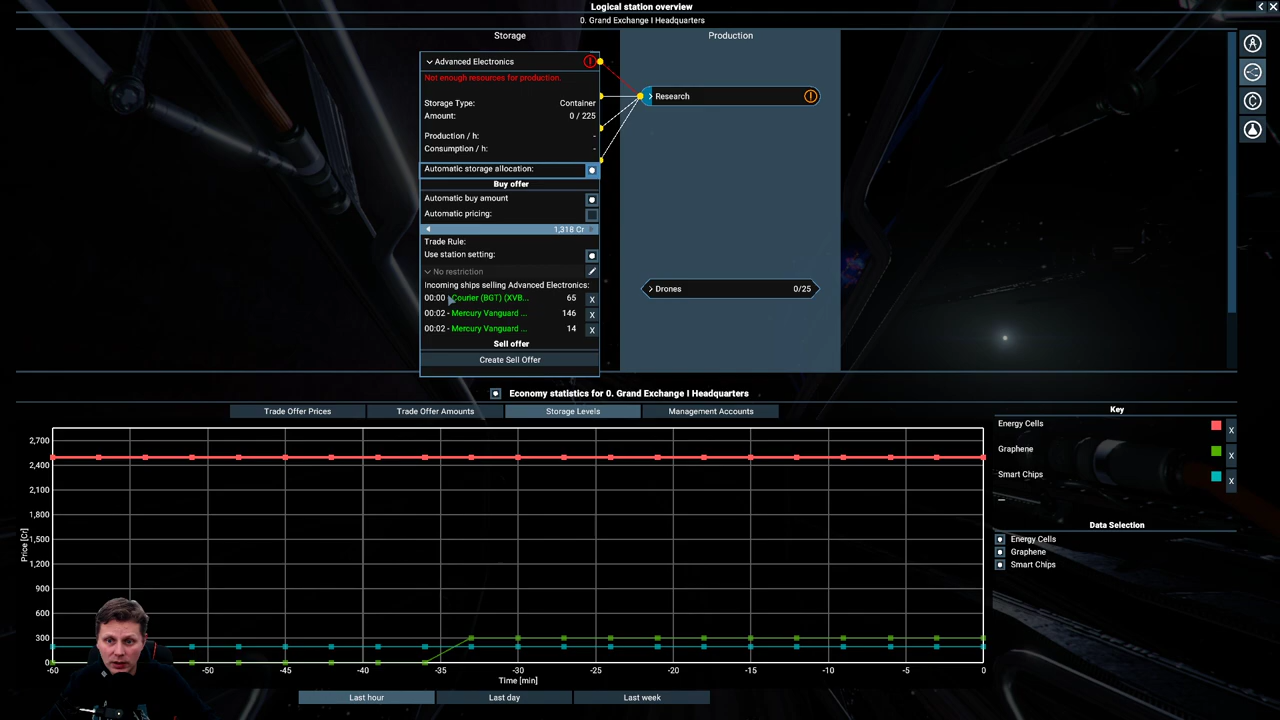 Logical station overview
0. Grand Exchange I Headquarters
Storage
Production
Advanced Electronics
Not enough resources for production.
Storage Type: Container
Amount: 0 / 225
Production / h: -
Consumption / h: -
Automatic storage allocation:
Buy offer
Automatic buy amount
Automatic pricing:
1,318 Cr
Trade Rule:
Use station setting:
No restriction
Incoming ships selling Advanced Electronics:
00:00 Courier (BGT) (XVB... 65 X
00:02 - Mercury Vanguard ... 146 X
00:02 - Mercury Vanguard ... 14 X
Sell offer
Create Sell Offer
Research
Drones 0/25
Economy statistics for 0. Grand Exchange I Headquarters
Trade Offer Prices Trade Offer Amounts Storage Levels Management Accounts
Price [Cr]
2,700
2,400
2,100
1,800
1,500
1,200
900
600
300
0
-60 -50 -45 -40 -35 -30 -25 -20 -15 -10 -5 0
Time [min]
Last hour Last day Last week
Key
Energy Cells X
Graphene X
Smart Chips X
Data Selection
Energy Cells
Graphene
Smart Chips